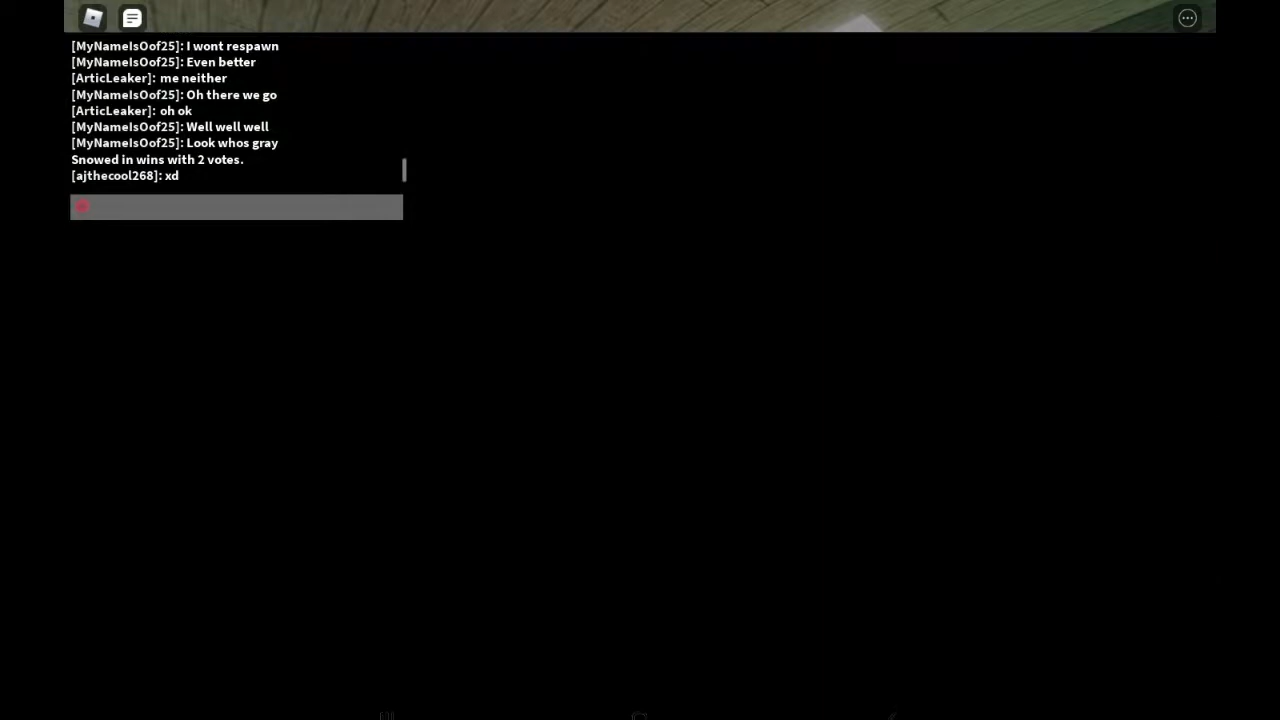 [MyNameIsOof25]: I wont respawn
[MyNameIsOof25]: Even better
[ArticLeaker]: me neither
[MyNameIsOof25]: Oh there we go
[ArticLeaker]: oh ok
[MyNameIsOof25]: Well well well
[MyNameIsOof25]: Look whos gray
Snowed in wins with 2 votes.
[ajthecool268]: xd